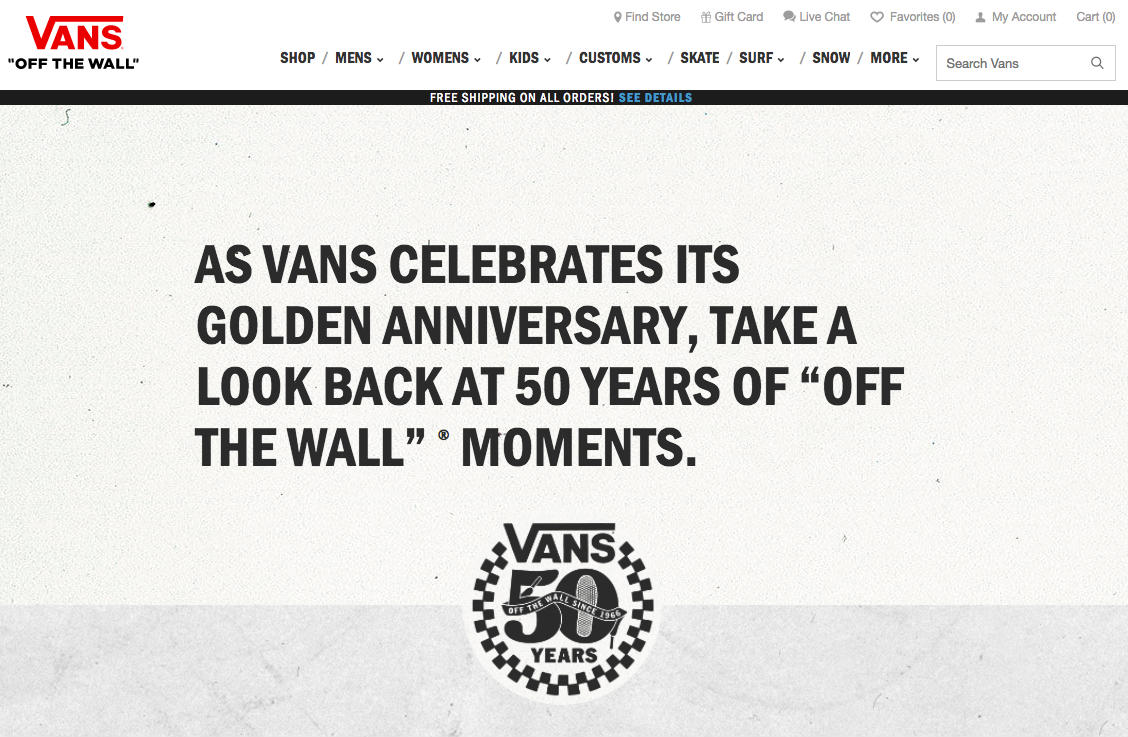 VANS
"OFF THE WALL"
Find Store Gift Card Live Chat Favorites (0) My Account Cart (0)
SHOP / MENS / WOMENS / KIDS / CUSTOMS / SKATE / SURF / SNOW / MORE
Search Vans
FREE SHIPPING ON ALL ORDERS! SEE DETAILS
AS VANS CELEBRATES ITS
GOLDEN ANNIVERSARY, TAKE A
LOOK BACK AT 50 YEARS OF “OFF
THE WALL” ® MOMENTS.
VANS
50
OFF THE WALL SINCE 1966
YEARS